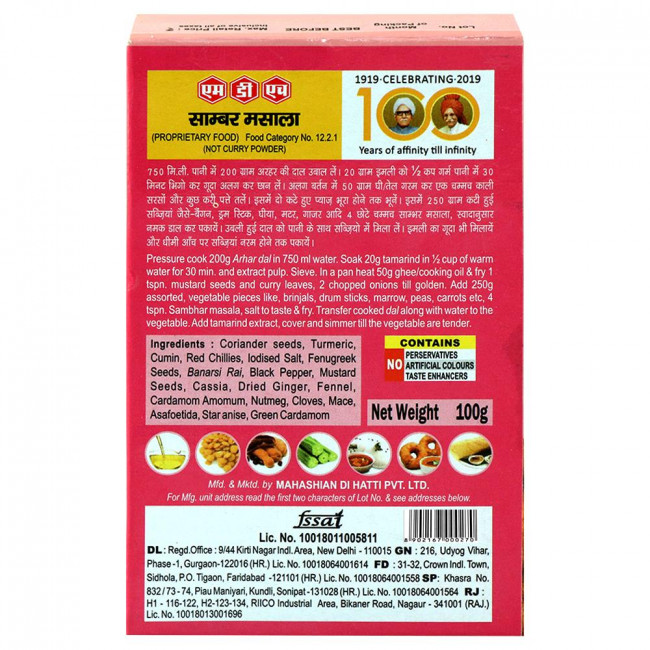 Lot No.
Month of Packing
BEST BEFORE
Max. Retail Price : ₹
Inclusive of all taxes
एम डी एच
साम्बर मसाला
(PROPRIETARY FOOD) Food Category No. 12.2.1
(NOT CURRY POWDER)
1919 · CELEBRATING · 2019
100
Years of affinity till infinity
750 मि.ली. पानी में 200 ग्राम अरहर की दाल उबाल लें। 20 ग्राम इमली को ½ कप गर्म पानी में 30
मिनट भिगो कर गूदा अलग कर छान लें। अलग बर्तन में 50 ग्राम घी/तेल गरम कर एक चम्मच काली
सरसों और कुछ करी पत्ते तलें। इसमें दो कटे हुए प्याज़ भूरा होने तक भूनें। इसमें 250 ग्राम कटी हुई
सब्ज़ियां जैसे-बैंगन, ड्रम स्टिक, घीया, मटर, गाजर आदि 4 छोटे चम्मच साम्भर मसाला, स्वादानुसार
नमक डाल कर पकायें। उबली हुई दाल को पानी के साथ सब्ज़ियो में मिला लें। इमली का गूदा भी मिलायें
और धीमी आँच पर सब्ज़ियां नरम होने तक पकायें।
Pressure cook 200g Arhar dal in 750 ml water. Soak 20g tamarind in ½ cup of warm
water for 30 min. and extract pulp. Sieve. In a pan heat 50g ghee/cooking oil & fry 1
tspn. mustard seeds and curry leaves, 2 chopped onions till golden. Add 250g
assorted, vegetable pieces like, brinjals, drum sticks, marrow, peas, carrots etc, 4
tspn. Sambhar masala, salt to taste & fry. Transfer cooked dal along with water to the
vegetable. Add tamarind extract, cover and simmer till the vegetable are tender.
Ingredients : Coriander seeds, Turmeric,
Cumin, Red Chillies, Iodised Salt, Fenugreek
Seeds, Banarsi Rai, Black Pepper, Mustard
Seeds, Cassia, Dried Ginger, Fennel,
Cardamom Amomum, Nutmeg, Cloves, Mace,
Asafoetida, Star anise, Green Cardamom
CONTAINS
NO
PERSERVATIVES
ARTIFICIAL COLOURS
TASTE ENHANCERS
Net Weight 100g
Mfd. & Mktd. by MAHASHIAN DI HATTI PVT. LTD.
For Mfg. unit address read the first two characters of Lot No. & see addresses below.
fssai
Lic. No. 10018011005811
8 902167 000270
DL : Regd.Office : 9/44 Kirti Nagar Indl.Area, New Delhi - 110015 GN : 216, Udyog Vihar,
Phase -1, Gurgaon-122016 (HR.) Lic. No. 10018064001614 FD : 31-32, Crown Indl. Town,
Sidhola, P.O. Tigaon, Faridabad -121101 (HR.) Lic. No. 10018064001558 SP: Khasra No.
832 / 73 - 74, Piau Maniyari, Kundli, Sonipat -131028 (HR.) Lic. No. 10018064001564 RJ :
H1 - 116-122, H2-123-134, RIICO Industrial Area, Bikaner Road, Nagaur - 341001 (RAJ.)
Lic. No. 10018013001696